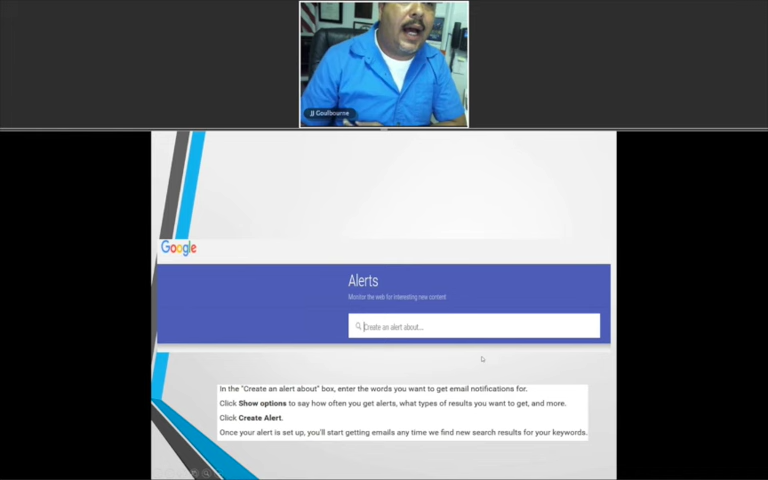 JJ Coulbourne
Google
Alerts
Monitor the web for interesting new content
Create an alert about...
In the "Create an alert about" box, enter the words you want to get email notifications for.
Click Show options to say how often you get alerts, what types of results you want to get, and more.
Click Create Alert.
Once your alert is set up, you'll start getting emails any time we find new search results for your keywords.